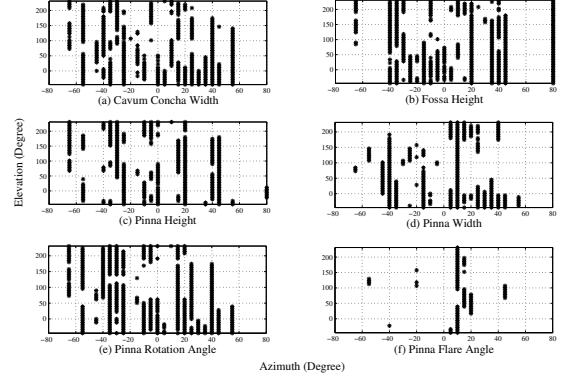 200
150
100
50
0
−80 −60 −40 −20 0 20 40 60 80
(a) Cavum Concha Width
200
150
100
50
0
−80 −60 −40 −20 0 20 40 60 80
(b) Fossa Height
Elevation (Degree)
200
150
100
50
0
−80 −60 −40 −20 0 20 40 60 80
(c) Pinna Height
200
150
100
50
0
−80 −60 −40 −20 0 20 40 60 80
(d) Pinna Width
200
150
100
50
0
−80 −60 −40 −20 0 20 40 60 80
(e) Pinna Rotation Angle
200
150
100
50
0
−80 −60 −40 −20 0 20 40 60 80
(f) Pinna Flare Angle
Azimuth (Degree)